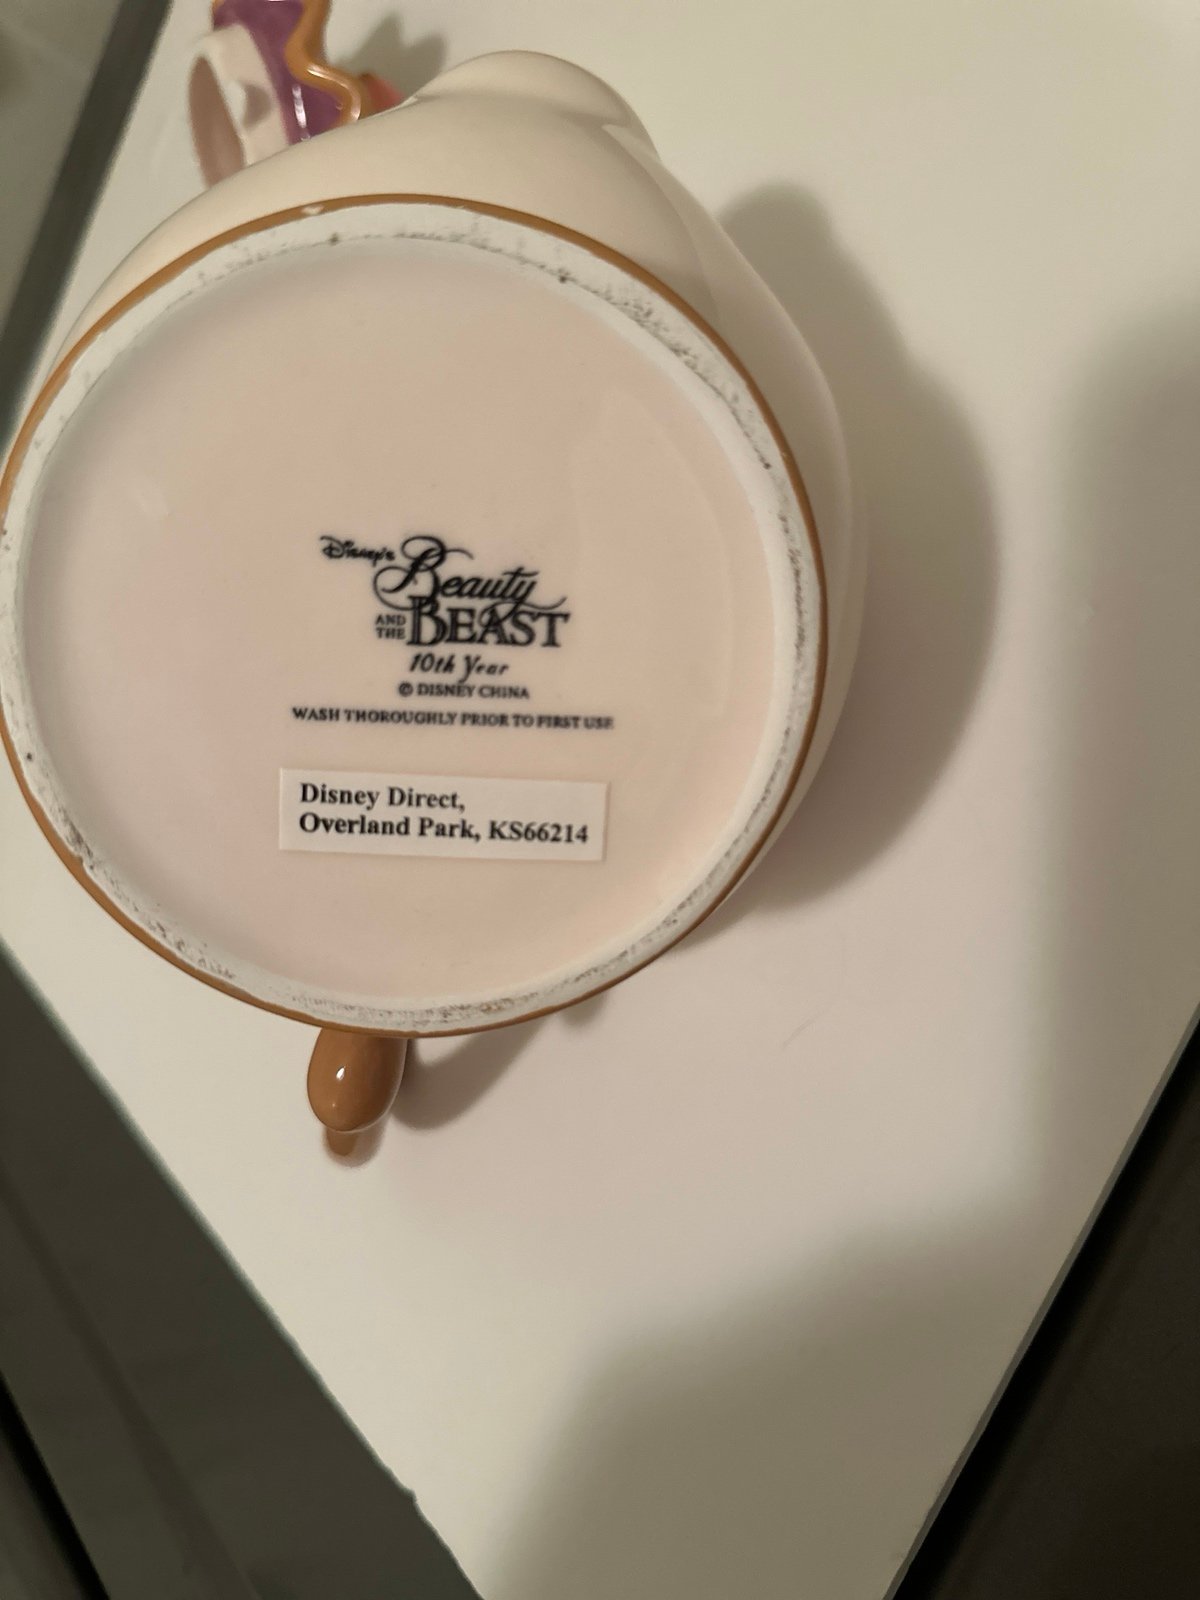 Disney's
Beauty
AND THE BEAST
10th Year
© DISNEY CHINA
WASH THOROUGHLY PRIOR TO FIRST USE
Disney Direct,
Overland Park, KS66214